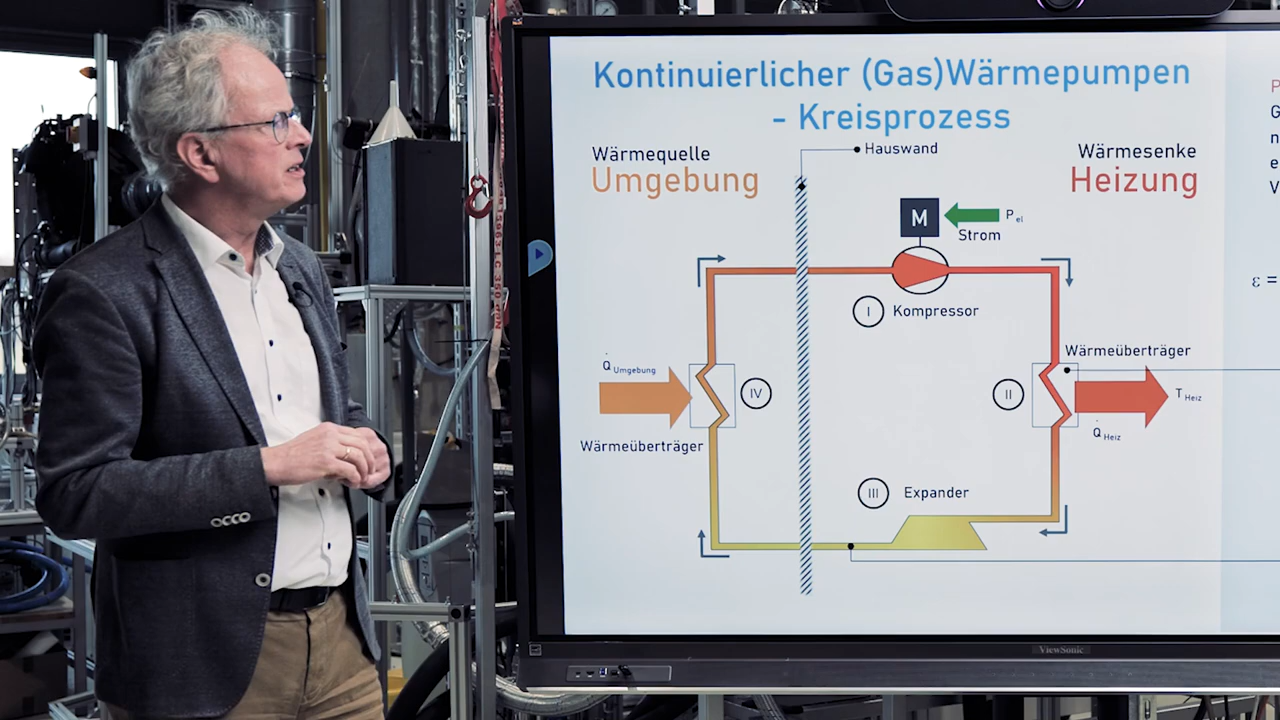 Kontinuierlicher (Gas)Wärmepumpen
- Kreisprozess
Wärmequelle
Umgebung
Hauswand
Wärmesenke
Heizung
M
P el
Strom
I Kompressor
Q̇ Umgebung
IV
Wärmeüberträger
Wärmeüberträger
II
T Heiz
Q̇ Heiz
III Expander
ε =
ViewSonic